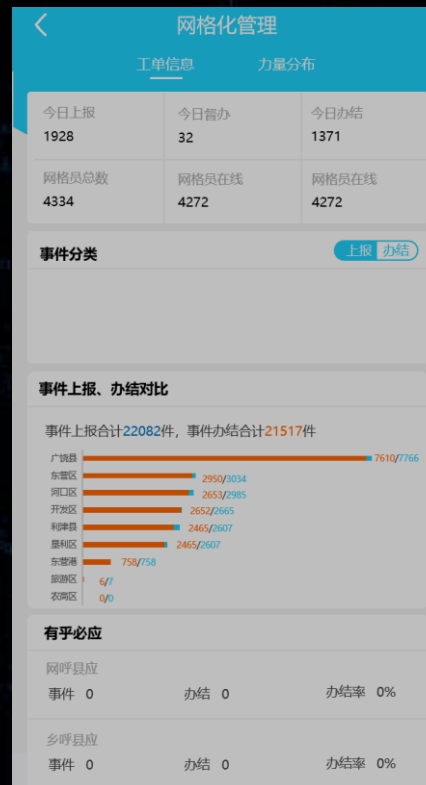 网格化管理
工单信息 力量分布
今日上报 今日督办 今日办结
1928 32 1371
网格员总数 网格员在线 网格员在线
4334 4272 4272
事件分类 上报 办结
事件上报、办结对比
事件上报合计22082件，事件办结合计21517件
广饶县 7610/7766
东营区 2950/3034
河口区 2653/2985
开发区 2652/2665
利津县 2465/2607
垦利区 2465/2607
东营港 758/758
旅游区 6/7
农高区 0/0
有乎必应
网呼县应
事件 0 办结 0 办结率 0%
乡呼县应
事件 0 办结 0 办结率 0%